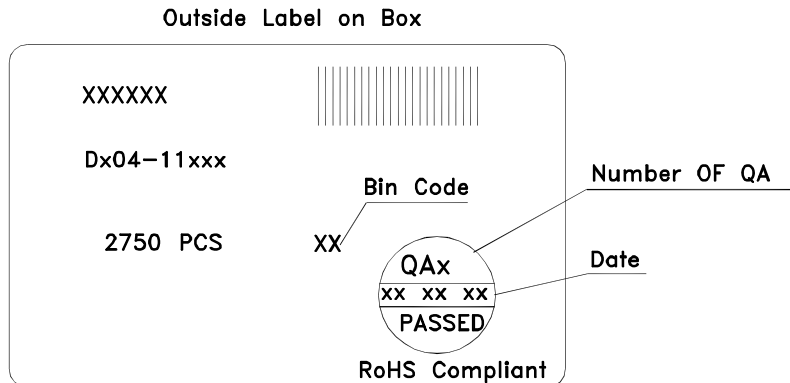 Outside Label on Box
XXXXXX
Dx04-11xxx
Bin Code
Number OF QA
2750 PCS
XX
QAx
Date
xx xx xx
PASSED
RoHS Compliant